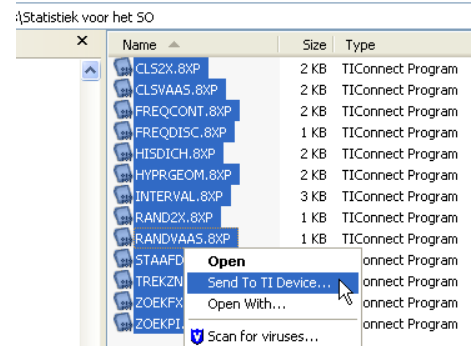 s\Statistiek voor het SO
× Name Size Type
CLS2X.8XP 2 KB TIConnect Program
CLSVAAS.8XP 2 KB TIConnect Program
FREQCONT.8XP 2 KB TIConnect Program
FREQDISC.8XP 1 KB TIConnect Program
HISDICH.8XP 2 KB TIConnect Program
HYPRGEOM.8XP 2 KB TIConnect Program
INTERVAL.8XP 3 KB TIConnect Program
RAND2X.8XP 1 KB TIConnect Program
RANDVAAS.8XP 1 KB TIConnect Program
STAAFD Open onnect Program
TREKZN Send To TI Device... onnect Program
ZOEKFX Open With... onnect Program
ZOEKPI. Scan for viruses... onnect Program